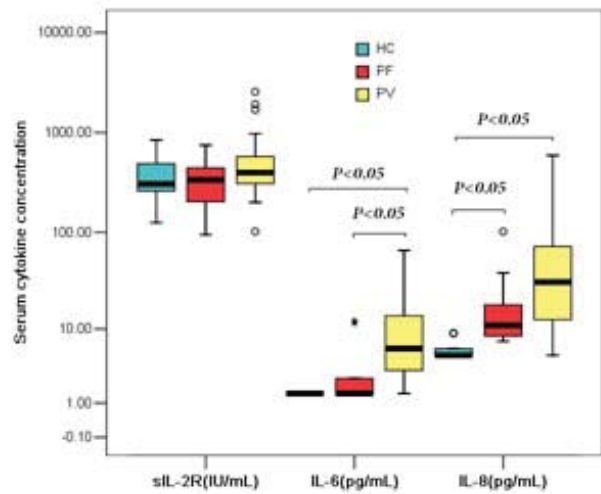 10000.00
HC
PF
PV
1000.00
P<0.05
P<0.05
P<0.05
P<0.05
100.00
Serum cytokine concentration
10.00
1.00
-0.10
sIL-2R(IU/mL)
IL-6(pg/mL)
IL-8(pg/mL)